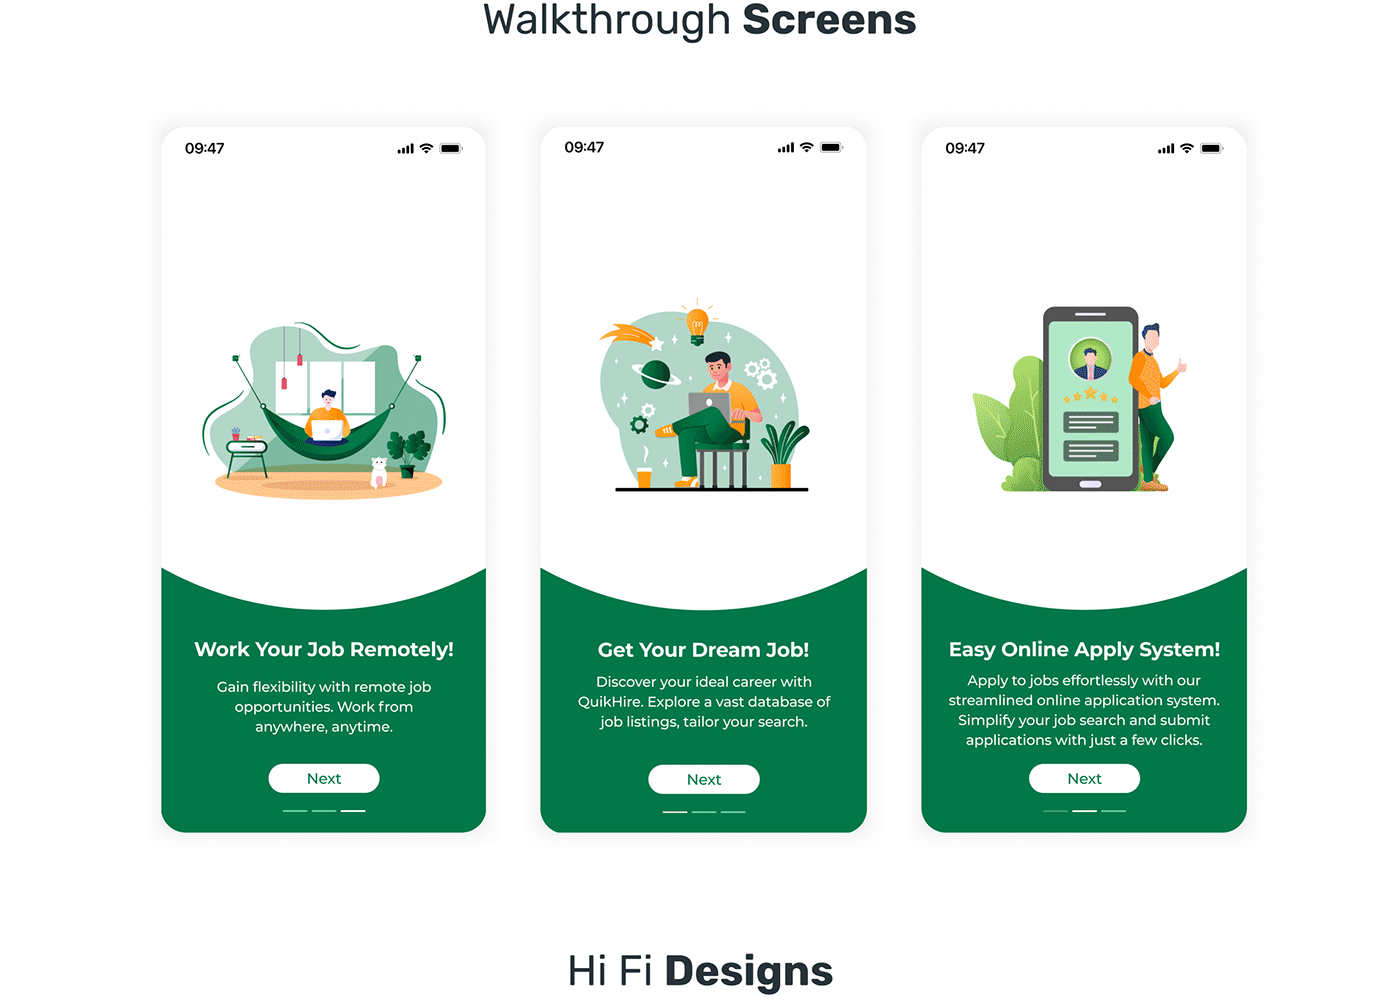 Walkthrough Screens
09:47
Work Your Job Remotely!
Gain flexibility with remote job
opportunities. Work from
anywhere, anytime.
Next
09:47
Get Your Dream Job!
Discover your ideal career with
QuikHire. Explore a vast database of
job listings, tailor your search.
Next
09:47
Easy Online Apply System!
Apply to jobs effortlessly with our
streamlined online application system.
Simplify your job search and submit
applications with just a few clicks.
Next
Hi Fi Designs